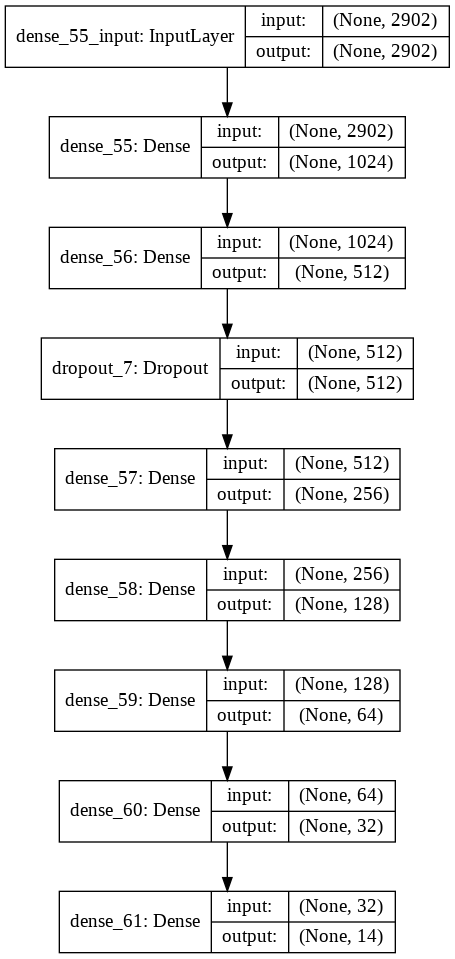 dense_55_input: InputLayer
input: (None, 2902)
output: (None, 2902)
dense_55: Dense
input: (None, 2902)
output: (None, 1024)
dense_56: Dense
input: (None, 1024)
output: (None, 512)
dropout_7: Dropout
input: (None, 512)
output: (None, 512)
dense_57: Dense
input: (None, 512)
output: (None, 256)
dense_58: Dense
input: (None, 256)
output: (None, 128)
dense_59: Dense
input: (None, 128)
output: (None, 64)
dense_60: Dense
input: (None, 64)
output: (None, 32)
dense_61: Dense
input: (None, 32)
output: (None, 14)